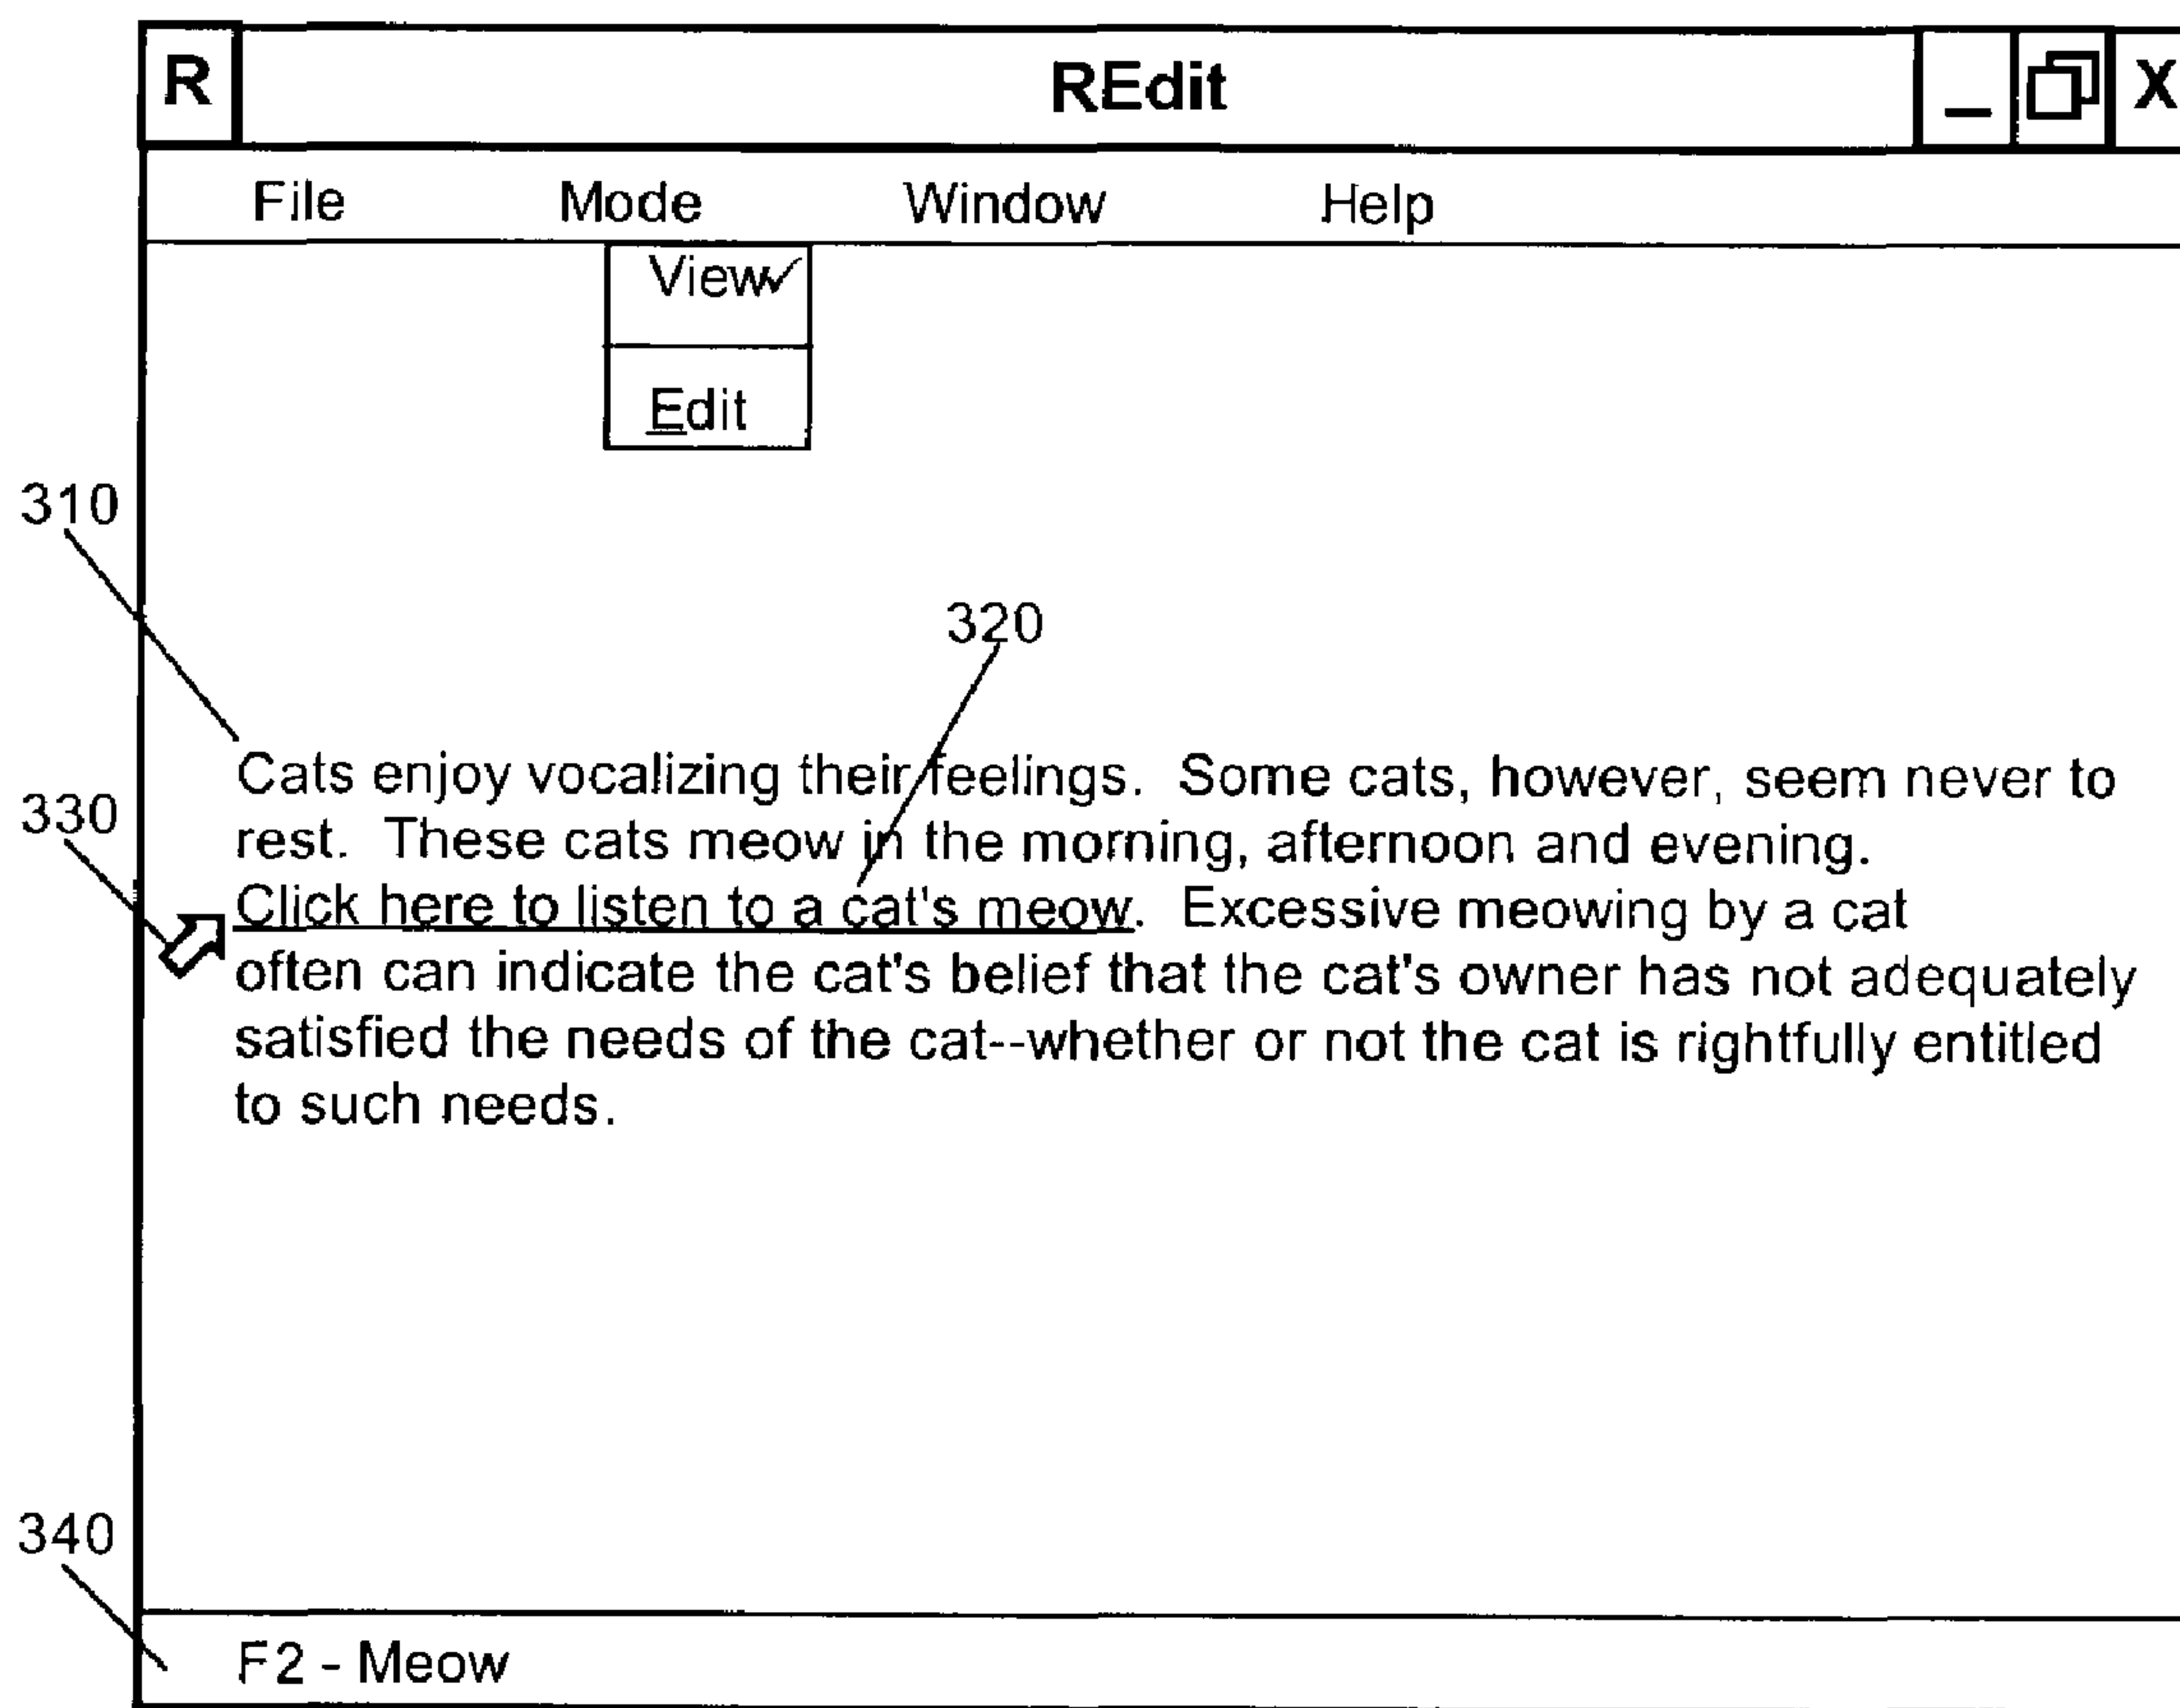 R REdit _ X
File Mode Window Help
View✓
Edit
310
320
Cats enjoy vocalizing their feelings. Some cats, however, seem never to
330
rest. These cats meow in the morning, afternoon and evening.
Click here to listen to a cat's meow. Excessive meowing by a cat
often can indicate the cat's belief that the cat's owner has not adequately
satisfied the needs of the cat--whether or not the cat is rightfully entitled
to such needs.
340
F2 - Meow